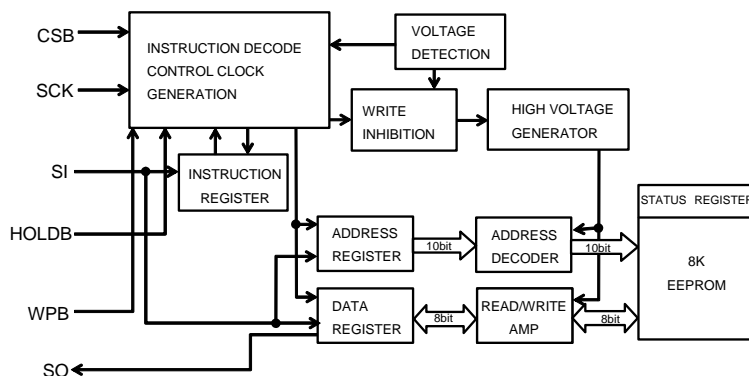 CSB
SCK
SI
HOLDB
WPB
SO
INSTRUCTION DECODE
CONTROL CLOCK
GENERATION
VOLTAGE
DETECTION
WRITE
INHIBITION
HIGH VOLTAGE
GENERATOR
INSTRUCTION
REGISTER
ADDRESS
REGISTER
10bit
ADDRESS
DECODER
10bit
DATA
REGISTER
8bit
READ/WRITE
AMP
8bit
STATUS REGISTER
8K
EEPROM